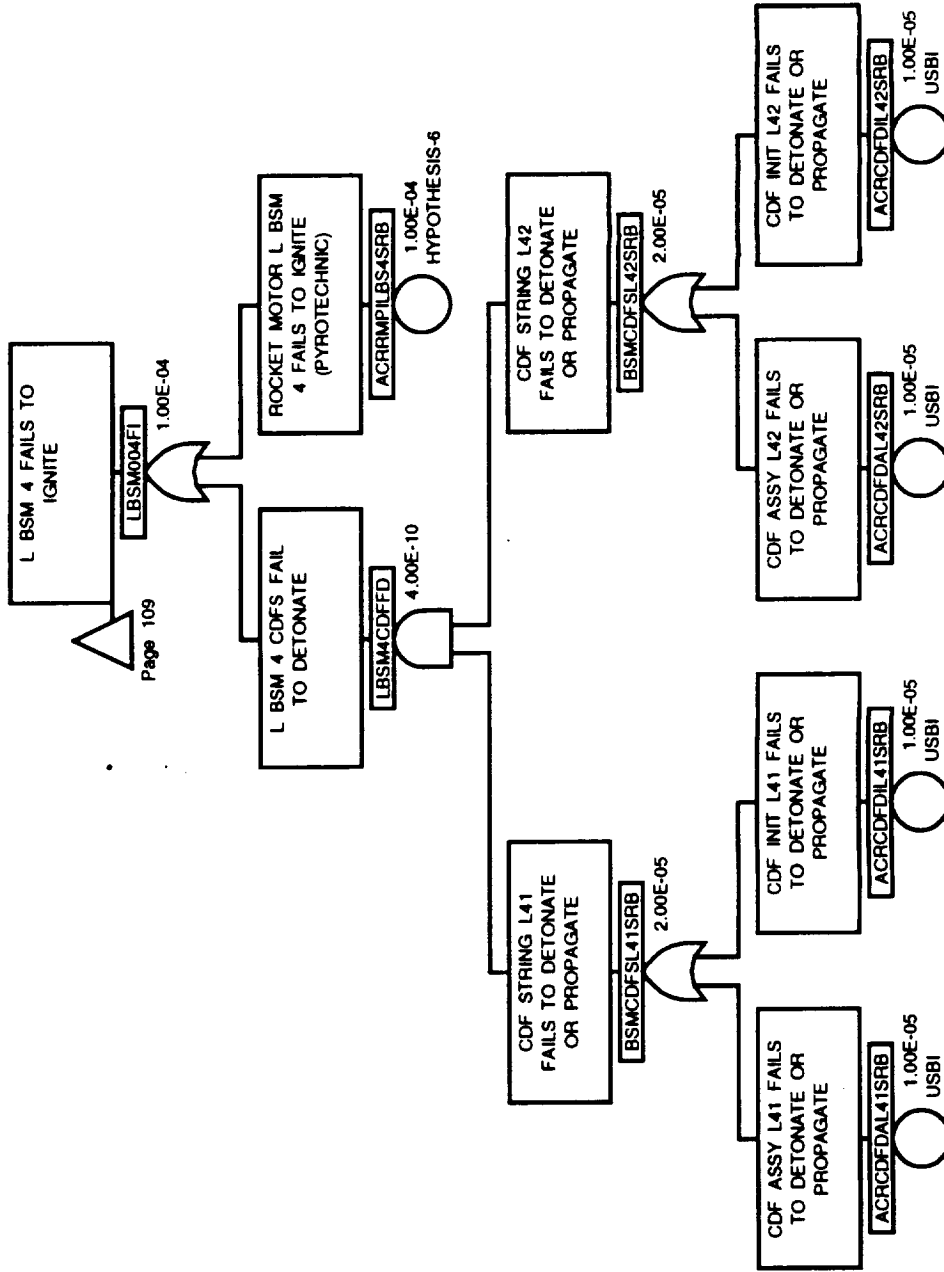 L BSM 4 FAILS TO
IGNITE
LBSM004FI
1.00E-04
Page 109
L BSM 4 CDFS FAIL
TO DETONATE
LBSM4CDFFD
4.00E-10
ROCKET MOTOR L BSM
4 FAILS TO IGNITE
(PYROTECHNIC)
ACRRMPILBS4SRB
1.00E-04
HYPOTHESIS-6
CDF STRING L41
FAILS TO DETONATE
OR PROPAGATE
BSMCDFSL41SRB
2.00E-05
CDF STRING L42
FAILS TO DETONATE
OR PROPAGATE
BSMCDFSL42SRB
2.00E-05
CDF ASSY L41 FAILS
TO DETONATE OR
PROPAGATE
ACRCDFDAL41SRB
1.00E-05
USBI
CDF INIT L41 FAILS
TO DETONATE OR
PROPAGATE
ACRCDFDIL41SRB
1.00E-05
USBI
CDF ASSY L42 FAILS
TO DETONATE OR
PROPAGATE
ACRCDFDAL42SRB
1.00E-05
USBI
CDF INIT L42 FAILS
TO DETONATE OR
PROPAGATE
ACRCDFDIL42SRB
1.00E-05
USBI